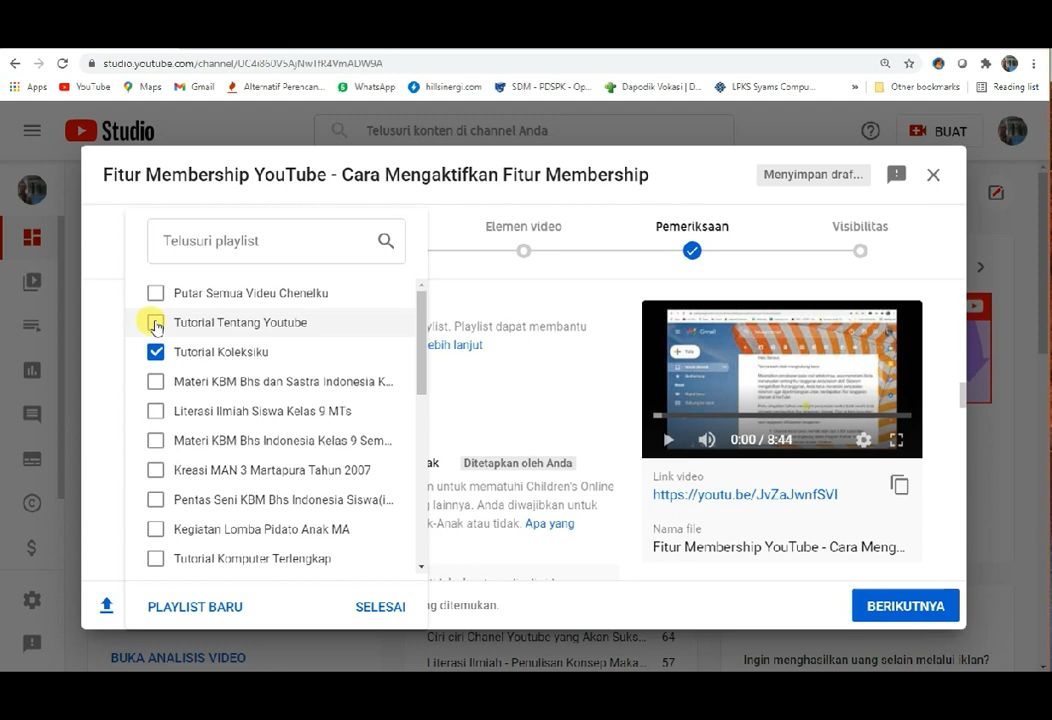 studio.youtube.com/channel/
Apps YouTube Maps Gmail Alternatif Perencan... WhatsApp hillsinergi.com SDM - PDSPK - Op... Dapodik Vokasi | D... LPKS Syams Compu... » Other bookmarks Reading list
Studio
Telusuri konten di channel Anda
BUAT
Fitur Membership YouTube - Cara Mengaktifkan Fitur Membership
Menyimpan draf...
Telusuri playlist
Elemen video
Pemeriksaan
Visibilitas
Putar Semua Videu Chenelku
Tutorial Tentang Youtube
Tutorial Koleksiku
Materi KBM Bhs dan Sastra Indonesia K...
Literasi Ilmiah Siswa Kelas 9 MTs
Materi KBM Bhs Indonesia Kelas 9 Sem...
Kreasi MAN 3 Martapura Tahun 2007
Pentas Seni KBM Bhs Indonesia Siswa(i...
Kegiatan Lomba Pidato Anak MA
Tutorial Komputer Terlengkap
PLAYLIST BARU
SELESAI
ylist. Playlist dapat membantu
ebih lanjut
ak Ditetapkan oleh Anda
m untuk mematuhi Children's Online
lainnya. Anda diwajibkan untuk
k-Anak atau tidak. Apa yang
ng ditemukan.
Gmail
0:00 / 8:44
Link video
https://youtu.be/JvZaJwnfSVI
Nama file
Fitur Membership YouTube - Cara Meng...
BERIKUTNYA
BUKA ANALISIS VIDEO
Ciri ciri Chanel Youtube yang Akan Suks... 64
Literasi Ilmiah - Penulisan Konsep Maka... 57
Ingin menghasilkan uang selain melalui iklan?